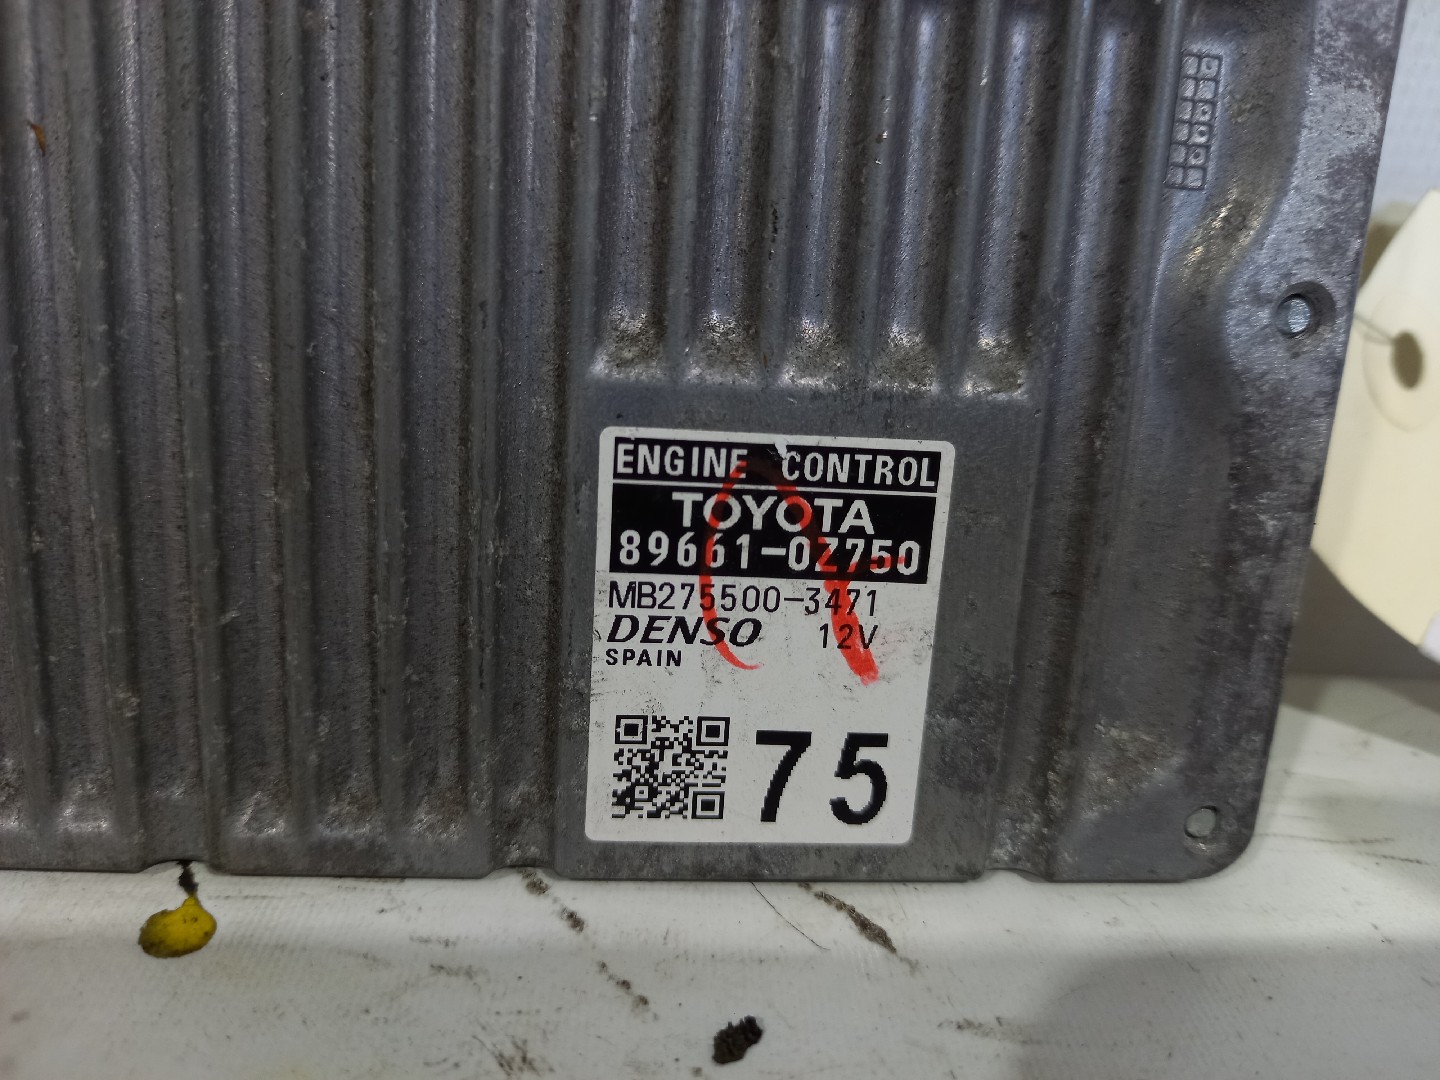 ENGINE CONTROL
TOYOTA
89661-0Z750
MB275500-3471
DENSO 12V
SPAIN
75